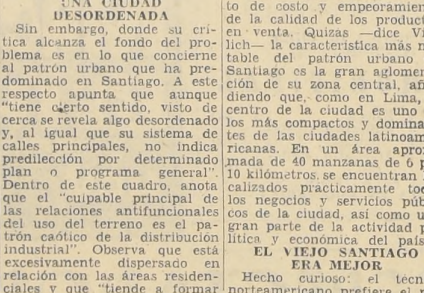 UNA CIUDAD
DESORDENADA
Sin embargo, donde su crí-
tica alcanza el fondo del pro-
blema es en lo que concierne
al patrón urbano que ha pre-
dominado en Santiago. A este
respecto apunta que aunque
"tiene cierto sentido, visto de
cerca se revela algo desordenado
y, al igual que su sistema de
calles principales, no indica
predilección por determinado
plan o programa general".
Dentro de este cuadro, anota
que el "cuipable principal de
las relaciones antifuncionales
del uso del terreno es el pa-
trón caótico de la distribución
industrial". Observa que está
excesivamente dispersado en
relación con las áreas residen-
ciales y que "tiende a formar
to de costo y empeoramien
de la calidad de los product
en venta. Quizas —dice Vi
lich— la característica más n
table del patrón urbano
Santiago es la gran aglomer
ción de su zona central, añ
diendo que, como en Lima,
centro de la ciudad es uno
los más compactos y domina
tes de las ciudades latinoam
ricanas. En un área aprox
mada de 40 manzanas de 6 p
10 kilómetros, se encuentran
calizados prácticamente tod
los negocios y servicios púb
cos de la ciudad, así como u
gran parte de la actividad p
lítica y económica del país
EL VIEJO SANTIAGO
ERA MEJOR
Hecho curioso: el técn
norteamericano prefiere el